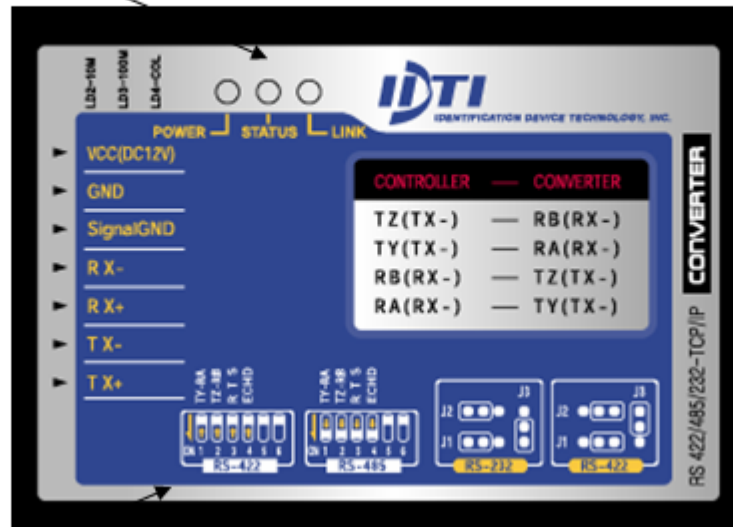 LD2-10M
LD3-100M
LD4-COL
IDTI
IDENTIFICATION DEVICE TECHNOLOGY, INC.
POWER STATUS LINK
VCC(DC12V)
GND
SignalGND
RX-
RX+
TX-
TX+
CONTROLLER — CONVERTER
TZ(TX-) — RB(RX-)
TY(TX-) — RA(RX-)
RB(RX-) — TZ(TX-)
RA(RX-) — TY(TX-)
CONVERTER
RS 422/485/232-TCP/IP
TY-RA
TZ-RB
RTS
ECHO
ON 1 2 3 4 5 6
RS-422
TY-RA
TZ-RB
RTS
ECHO
ON 1 2 3 4 5 6
RS-485
J3
J2
J1
RS-232
J3
J2
J1
RS-422